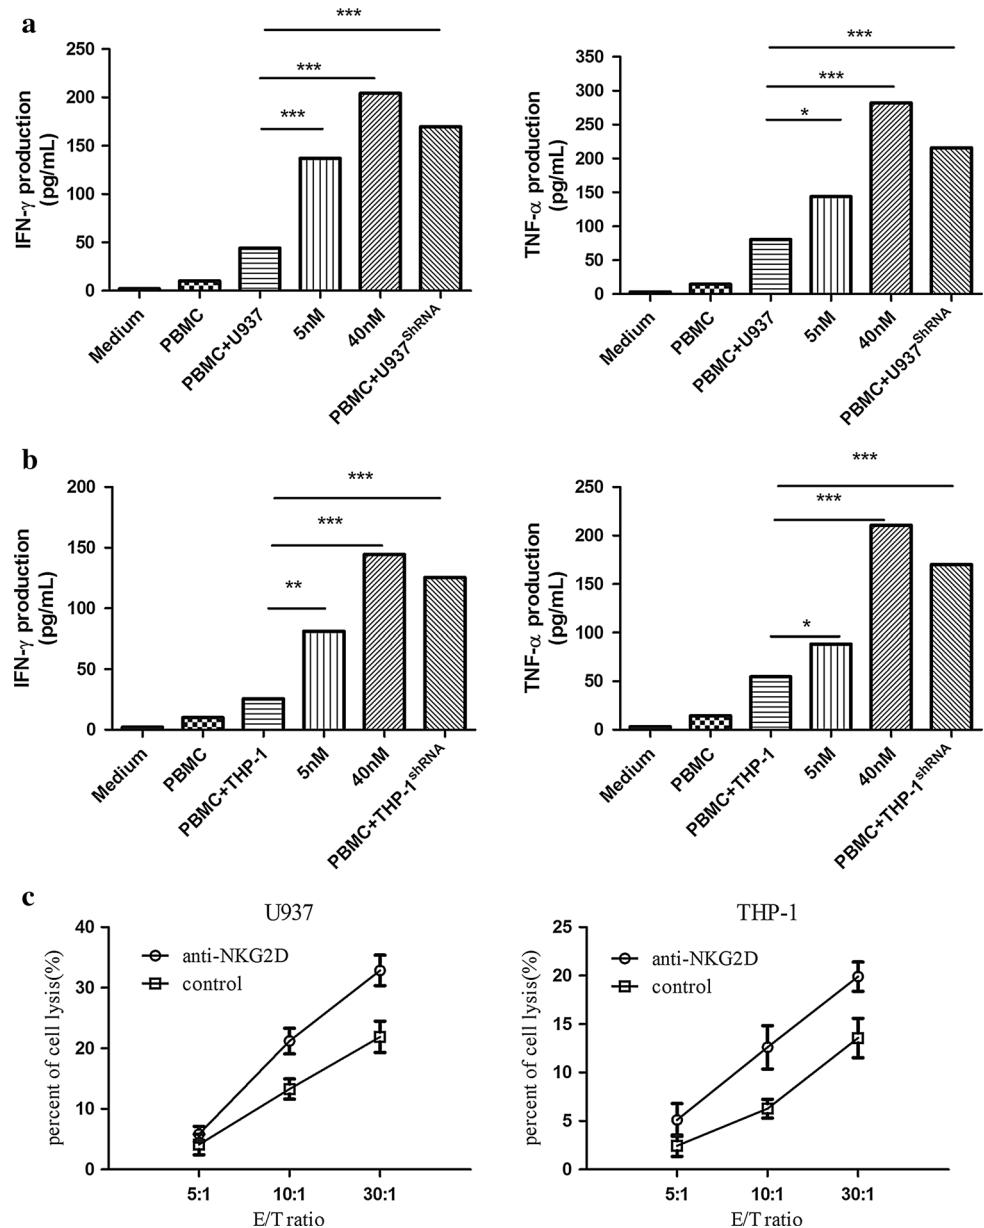 a
***
***
***
IFN-γ production
(pg/mL)
250
200
150
100
50
0
Medium
PBMC
PBMC+U937
5nM
40nM
PBMC+U937ShRNA
***
***
*
TNF-α production
(pg/mL)
350
300
250
200
150
100
50
0
Medium
PBMC
PBMC+U937
5nM
40nM
PBMC+U937ShRNA
b
***
***
**
IFN-γ production
(pg/mL)
200
150
100
50
0
Medium
PBMC
PBMC+THP-1
5nM
40nM
PBMC+THP-1shRNA
***
***
*
TNF-α production
(pg/mL)
250
200
150
100
50
0
Medium
PBMC
PBMC+THP-1
5nM
40nM
PBMC+THP-1shRNA
c
U937
percent of cell lysis(%)
40
30
20
10
0
anti-NKG2D
control
5:1
10:1
30:1
E/T ratio
THP-1
percent of cell lysis(%)
25
20
15
10
5
0
anti-NKG2D
control
5:1
10:1
30:1
E/T ratio